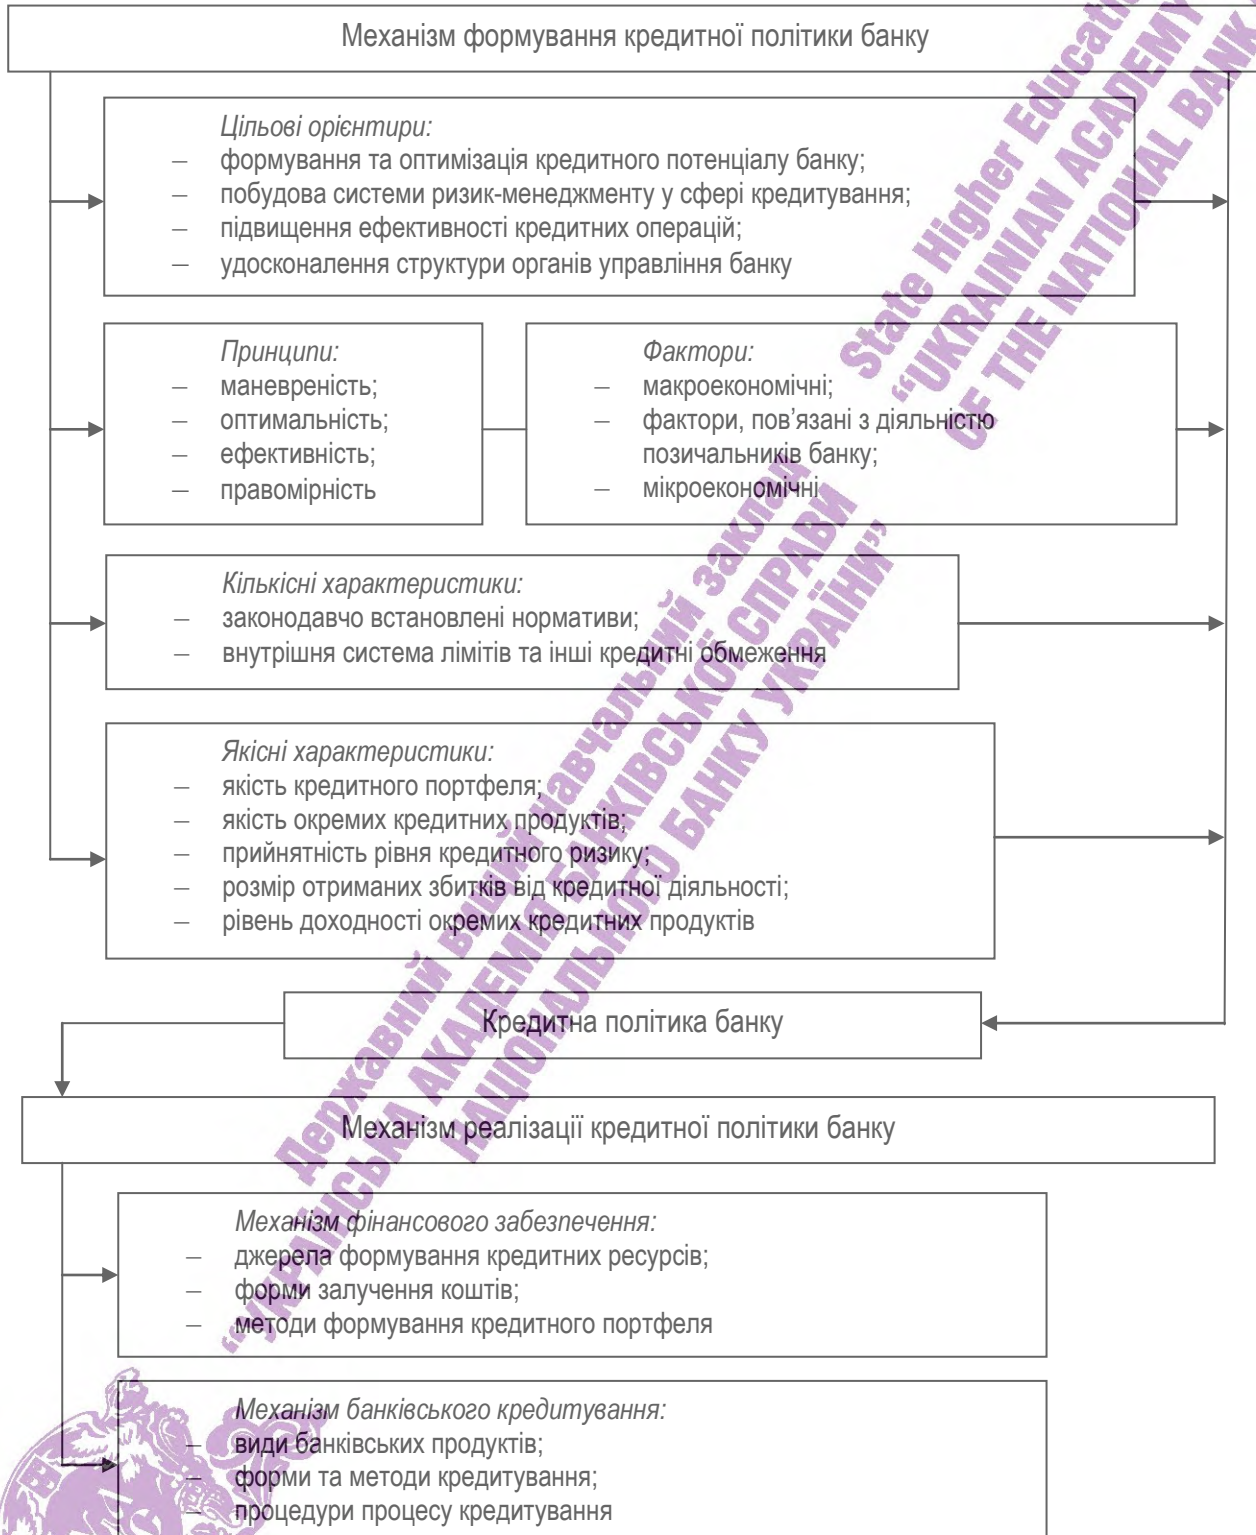 Механізм формування кредитної політики банку
Цільові орієнтири:
– формування та оптимізація кредитного потенціалу банку;
– побудова системи ризик-менеджменту у сфері кредитування;
– підвищення ефективності кредитних операцій;
– удосконалення структури органів управління банку
Принципи:
– маневреність;
– оптимальність;
– ефективність;
– правомірність
Фактори:
– макроекономічні;
– фактори, пов’язані з діяльністю
позичальників банку;
– мікроекономічні
Кількісні характеристики:
– законодавчо встановлені нормативи;
– внутрішня система лімітів та інші кредитні обмеження
Якісні характеристики:
– якість кредитного портфеля;
– якість окремих кредитних продуктів;
– прийнятність рівня кредитного ризику;
– розмір отриманих збитків від кредитної діяльності;
– рівень доходності окремих кредитних продуктів
Кредитна політика банку
Механізм реалізації кредитної політики банку
Механізм фінансового забезпечення:
– джерела формування кредитних ресурсів;
– форми залучення коштів;
– методи формування кредитного портфеля
Механізм банківського кредитування:
– види банківських продуктів;
– форми та методи кредитування;
– процедури процесу кредитування
Державний вищий навчальний заклад
“УКРАЇНСЬКА АКАДЕМІЯ БАНКІВСЬКОЇ СПРАВИ
НАЦІОНАЛЬНОГО БАНКУ УКРАЇНИ”
State Higher
“UKRAINIAN ACADEMY
OF THE NATIONAL BANK